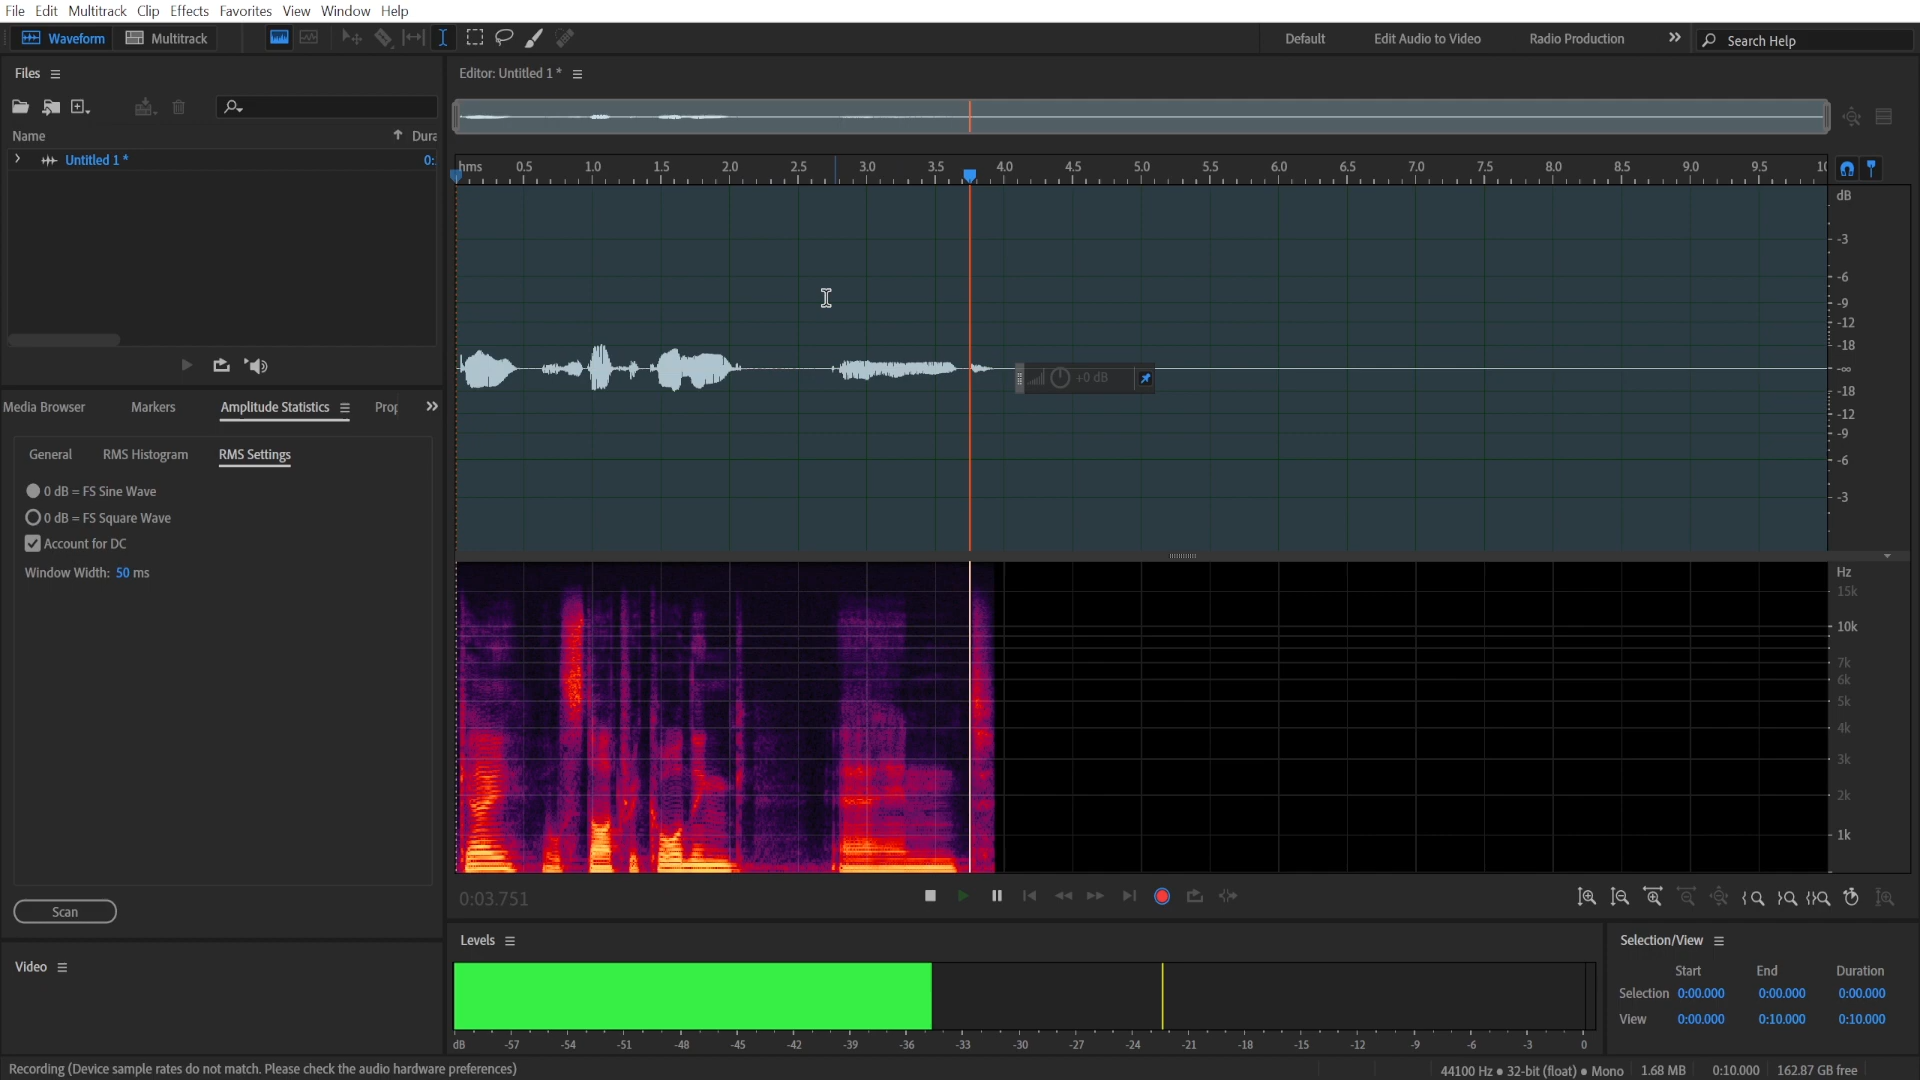 File Edit Multitrack Clip Effects Favorites View Window Help
Waveform Multitrack Default Edit Audio to Video Radio Production Search Help
Files
Name Dura
Untitled 1 * 0:
Media Browser Markers Amplitude Statistics Prop
General RMS Histogram RMS Settings
0 dB = FS Sine Wave
0 dB = FS Square Wave
Account for DC
Window Width: 50 ms
Scan
Video
Editor: Untitled 1 *
hms 0.5 1.0 1.5 2.0 2.5 3.0 3.5 4.0 4.5 5.0 5.5 6.0 6.5 7.0 7.5 8.0 8.5 9.0 9.5 10
dB
-3
-6
-9
-12
-18
-∞
-18
-12
-9
-6
-3
+0 dB
Hz
15k
10k
7k
6k
5k
4k
3k
2k
1k
0:03.751
Levels
dB -57 -54 -51 -48 -45 -42 -39 -36 -33 -30 -27 -24 -21 -18 -15 -12 -9 -6 -3 0
Selection/View
Start End Duration
Selection 0:00.000 0:00.000 0:00.000
View 0:00.000 0:10.000 0:10.000
Recording (Device sample rates do not match. Please check the audio hardware preferences)
44100 Hz ● 32-bit (float) ● Mono 1.68 MB 0:10.000 162.87 GB free